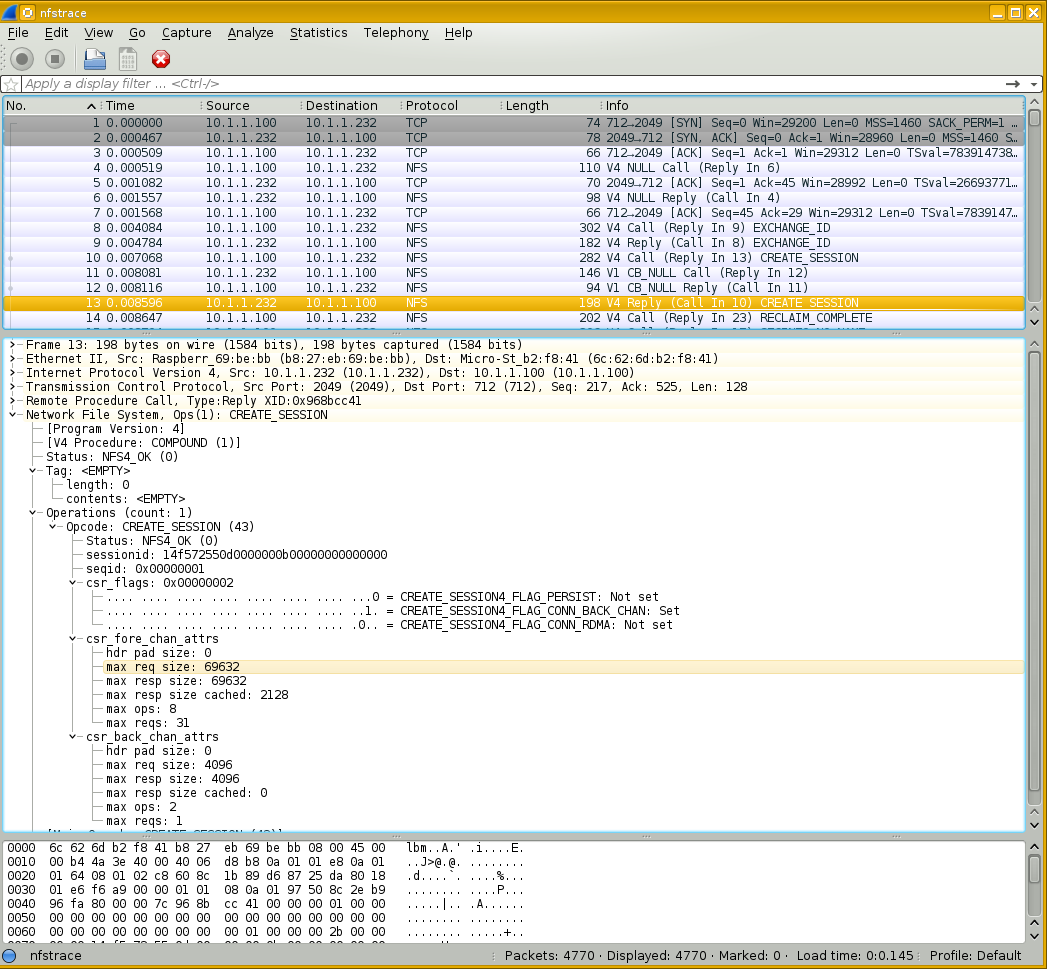 nfstrace
File Edit View Go Capture Analyze Statistics Telephony Help
Apply a display filter ... <Ctrl-/>
No. Time Source Destination Protocol Length Info
1 0.000000 10.1.1.100 10.1.1.232 TCP 74 712→2049 [SYN] Seq=0 Win=29200 Len=0 MSS=1460 SACK_PERM=1 …
2 0.000467 10.1.1.232 10.1.1.100 TCP 78 2049→712 [SYN, ACK] Seq=0 Ack=1 Win=28960 Len=0 MSS=1460 S…
3 0.000509 10.1.1.100 10.1.1.232 TCP 66 712→2049 [ACK] Seq=1 Ack=1 Win=29312 Len=0 TSval=783914738…
4 0.000519 10.1.1.100 10.1.1.232 NFS 110 V4 NULL Call (Reply In 6)
5 0.001082 10.1.1.232 10.1.1.100 TCP 70 2049→712 [ACK] Seq=1 Ack=45 Win=28992 Len=0 TSval=26693771…
6 0.001557 10.1.1.232 10.1.1.100 NFS 98 V4 NULL Reply (Call In 4)
7 0.001568 10.1.1.100 10.1.1.232 TCP 66 712→2049 [ACK] Seq=45 Ack=29 Win=29312 Len=0 TSval=7839147…
8 0.004084 10.1.1.100 10.1.1.232 NFS 302 V4 Call (Reply In 9) EXCHANGE_ID
9 0.004784 10.1.1.232 10.1.1.100 NFS 182 V4 Reply (Call In 8) EXCHANGE_ID
10 0.007068 10.1.1.100 10.1.1.232 NFS 282 V4 Call (Reply In 13) CREATE_SESSION
11 0.008081 10.1.1.232 10.1.1.100 NFS 146 V1 CB_NULL Call (Reply In 12)
12 0.008116 10.1.1.100 10.1.1.232 NFS 94 V1 CB_NULL Reply (Call In 11)
13 0.008596 10.1.1.232 10.1.1.100 NFS 198 V4 Reply (Call In 10) CREATE_SESSION
14 0.008647 10.1.1.100 10.1.1.232 NFS 202 V4 Call (Reply In 23) RECLAIM_COMPLETE
Frame 13: 198 bytes on wire (1584 bits), 198 bytes captured (1584 bits)
Ethernet II, Src: Raspberr_69:be:bb (b8:27:eb:69:be:bb), Dst: Micro-St_b2:f8:41 (6c:62:6d:b2:f8:41)
Internet Protocol Version 4, Src: 10.1.1.232 (10.1.1.232), Dst: 10.1.1.100 (10.1.1.100)
Transmission Control Protocol, Src Port: 2049 (2049), Dst Port: 712 (712), Seq: 217, Ack: 525, Len: 128
Remote Procedure Call, Type:Reply XID:0x968bcc41
Network File System, Ops(1): CREATE_SESSION
[Program Version: 4]
[V4 Procedure: COMPOUND (1)]
Status: NFS4_OK (0)
Tag: <EMPTY>
length: 0
contents: <EMPTY>
Operations (count: 1)
Opcode: CREATE_SESSION (43)
Status: NFS4_OK (0)
sessionid: 14f572550d0000000b00000000000000
seqid: 0x00000001
csr_flags: 0x00000002
.... .... .... .... .... .... .... ...0 = CREATE_SESSION4_FLAG_PERSIST: Not set
.... .... .... .... .... .... .... ..1. = CREATE_SESSION4_FLAG_CONN_BACK_CHAN: Set
.... .... .... .... .... .... .... .0.. = CREATE_SESSION4_FLAG_CONN_RDMA: Not set
csr_fore_chan_attrs
hdr pad size: 0
max req size: 69632
max resp size: 69632
max resp size cached: 2128
max ops: 8
max reqs: 31
csr_back_chan_attrs
hdr pad size: 0
max req size: 4096
max resp size: 4096
max resp size cached: 0
max ops: 2
max reqs: 1
0000 6c 62 6d b2 f8 41 b8 27 eb 69 be bb 08 00 45 00 lbm..A.' .i....E.
0010 00 b4 4a 3e 40 00 40 06 d8 b8 0a 01 01 e8 0a 01 ..J>@.@. ........
0020 01 64 08 01 02 c8 60 8c 1b 89 d6 87 25 da 80 18 .d....`. ....%...
0030 01 e6 f6 a9 00 00 01 01 08 0a 01 97 50 8c 2e b9 ........ ....P...
0040 96 fa 80 00 00 7c 96 8b cc 41 00 00 00 01 00 00 .....|.. .A......
0050 00 00 00 00 00 00 00 00 00 00 00 00 00 00 00 00 ........ ........
0060 00 00 00 00 00 00 00 00 00 01 00 00 00 2b 00 00 ........ .....+..
nfstrace Packets: 4770 · Displayed: 4770 · Marked: 0 · Load time: 0:0.145 Profile: Default